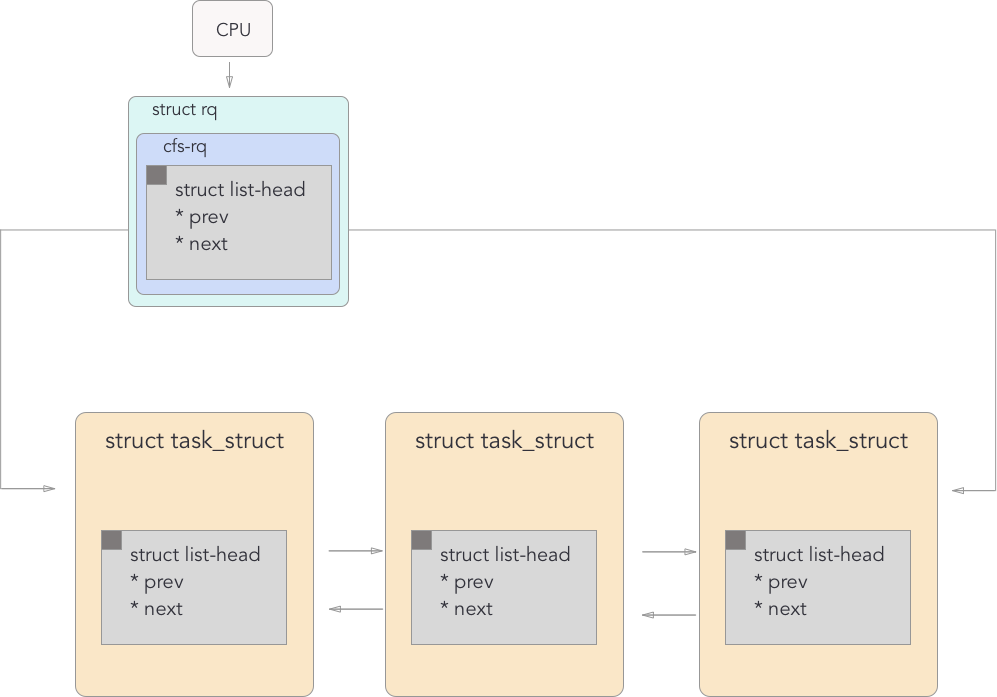 CPU
struct rq
cfs-rq
struct list-head
* prev
* next
struct task_struct
struct list-head
* prev
* next
struct task_struct
struct list-head
* prev
* next
struct task_struct
struct list-head
* prev
* next